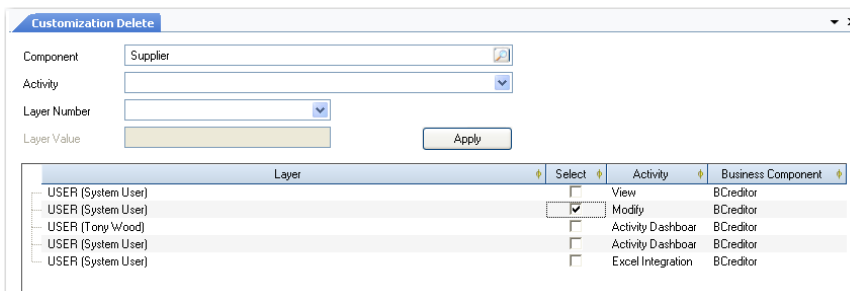 Customization Delete
Component Supplier
Activity
Layer Number
Layer Value Apply
Layer Select Activity Business Component
USER (System User) View BCreditor
USER (System User) Modify BCreditor
USER (Tony Wood) Activity Dashboar BCreditor
USER (System User) Activity Dashboar BCreditor
USER (System User) Excel Integration BCreditor